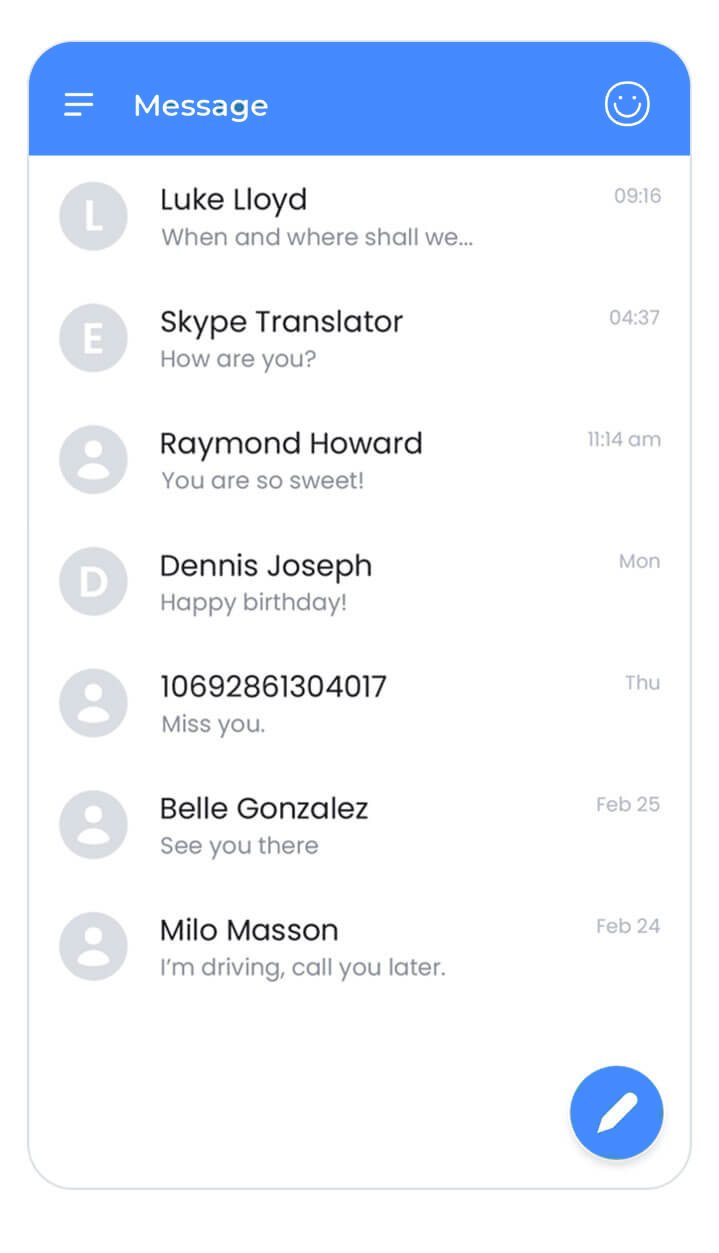 Message
L
Luke Lloyd
09:16
When and where shall we...
E
Skype Translator
04:37
How are you?
Raymond Howard
11:14 am
You are so sweet!
D
Dennis Joseph
Mon
Happy birthday!
10692861304017
Thu
Miss you.
Belle Gonzalez
Feb 25
See you there
Milo Masson
Feb 24
I’m driving, call you later.